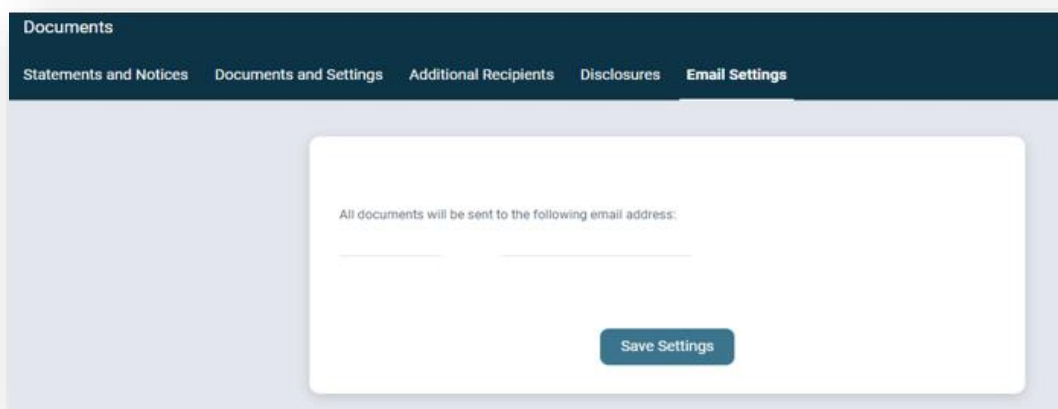 Documents
Statements and Notices Documents and Settings Additional Recipients Disclosures Email Settings
All documents will be sent to the following email address:
Save Settings